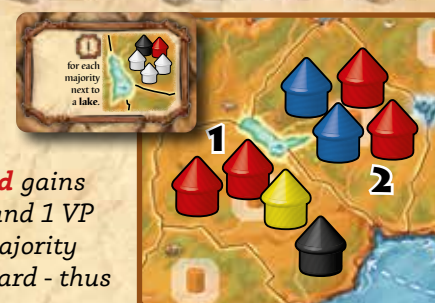 1
for each
majority
next to
a lake.
1
2
d gains
and 1 VP
ajority
ard - thus